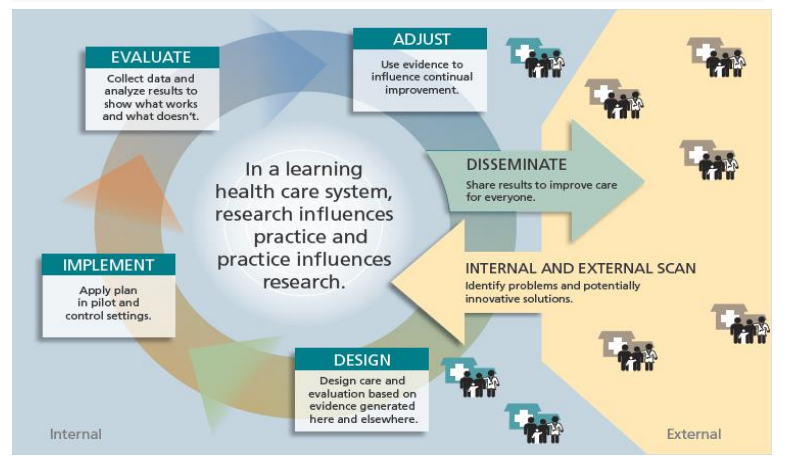 EVALUATE
Collect data and
analyze results to
show what works
and what doesn't.
ADJUST
Use evidence to
influence continual
improvement.
In a learning
health care system,
research influences
practice and
practice influences
research.
DISSEMINATE
Share results to improve care
for everyone.
INTERNAL AND EXTERNAL SCAN
Identify problems and potentially
innovative solutions.
IMPLEMENT
Apply plan
in pilot and
control settings.
DESIGN
Design care and
evaluation based on
evidence generated
here and elsewhere.
Internal
External